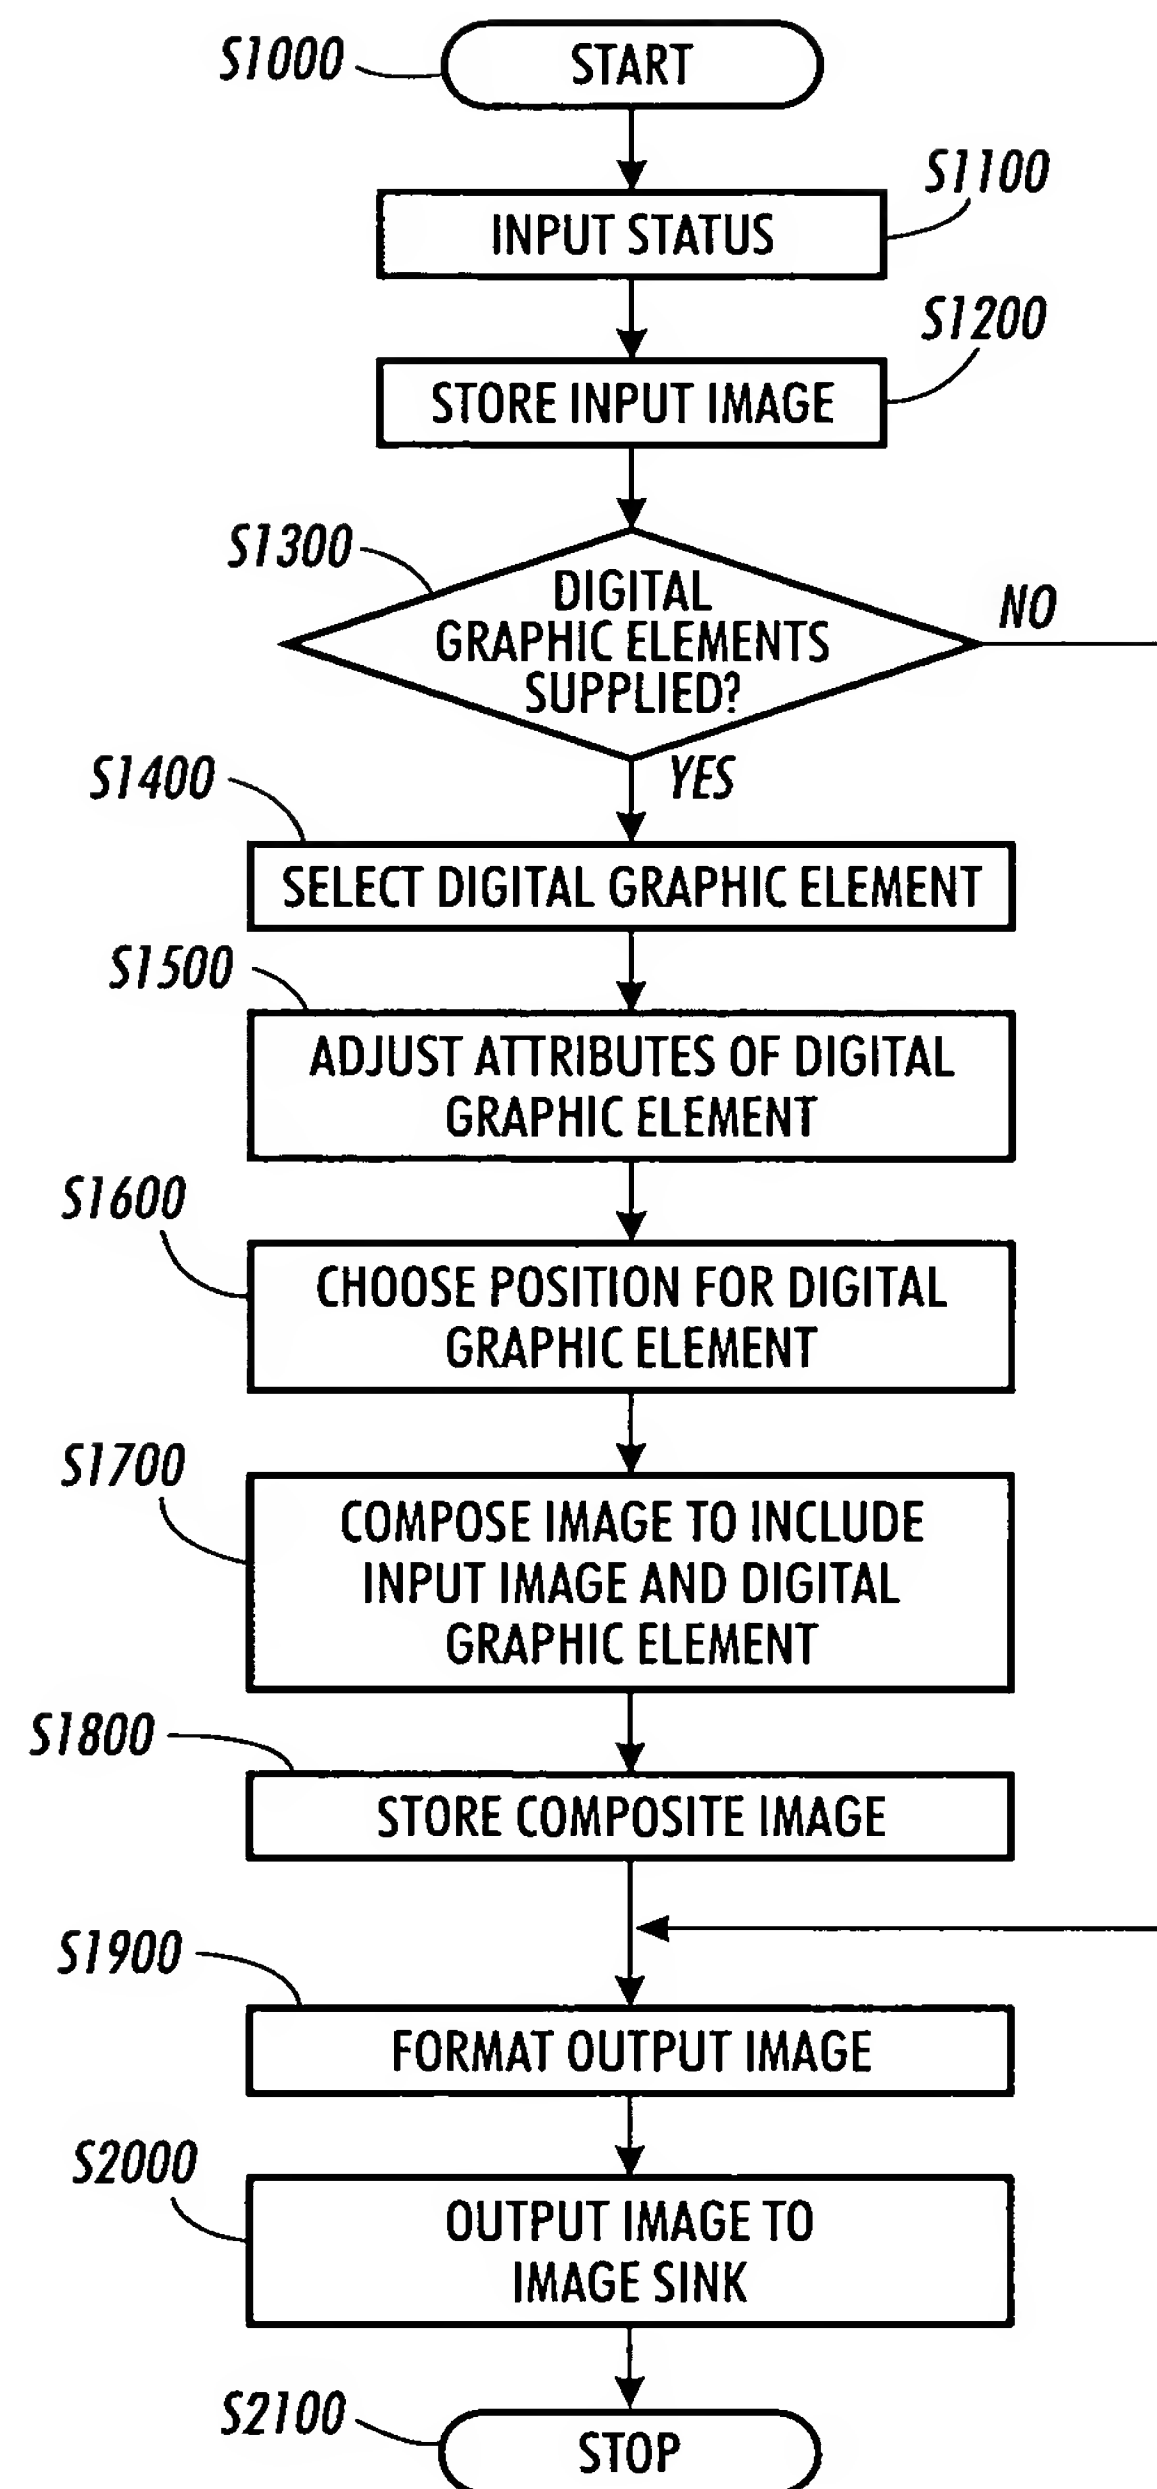 S1000
START
S1100
INPUT STATUS
S1200
STORE INPUT IMAGE
S1300
DIGITAL
GRAPHIC ELEMENTS
SUPPLIED?
NO
YES
S1400
SELECT DIGITAL GRAPHIC ELEMENT
S1500
ADJUST ATTRIBUTES OF DIGITAL
GRAPHIC ELEMENT
S1600
CHOOSE POSITION FOR DIGITAL
GRAPHIC ELEMENT
S1700
COMPOSE IMAGE TO INCLUDE
INPUT IMAGE AND DIGITAL
GRAPHIC ELEMENT
S1800
STORE COMPOSITE IMAGE
S1900
FORMAT OUTPUT IMAGE
S2000
OUTPUT IMAGE TO
IMAGE SINK
S2100
STOP